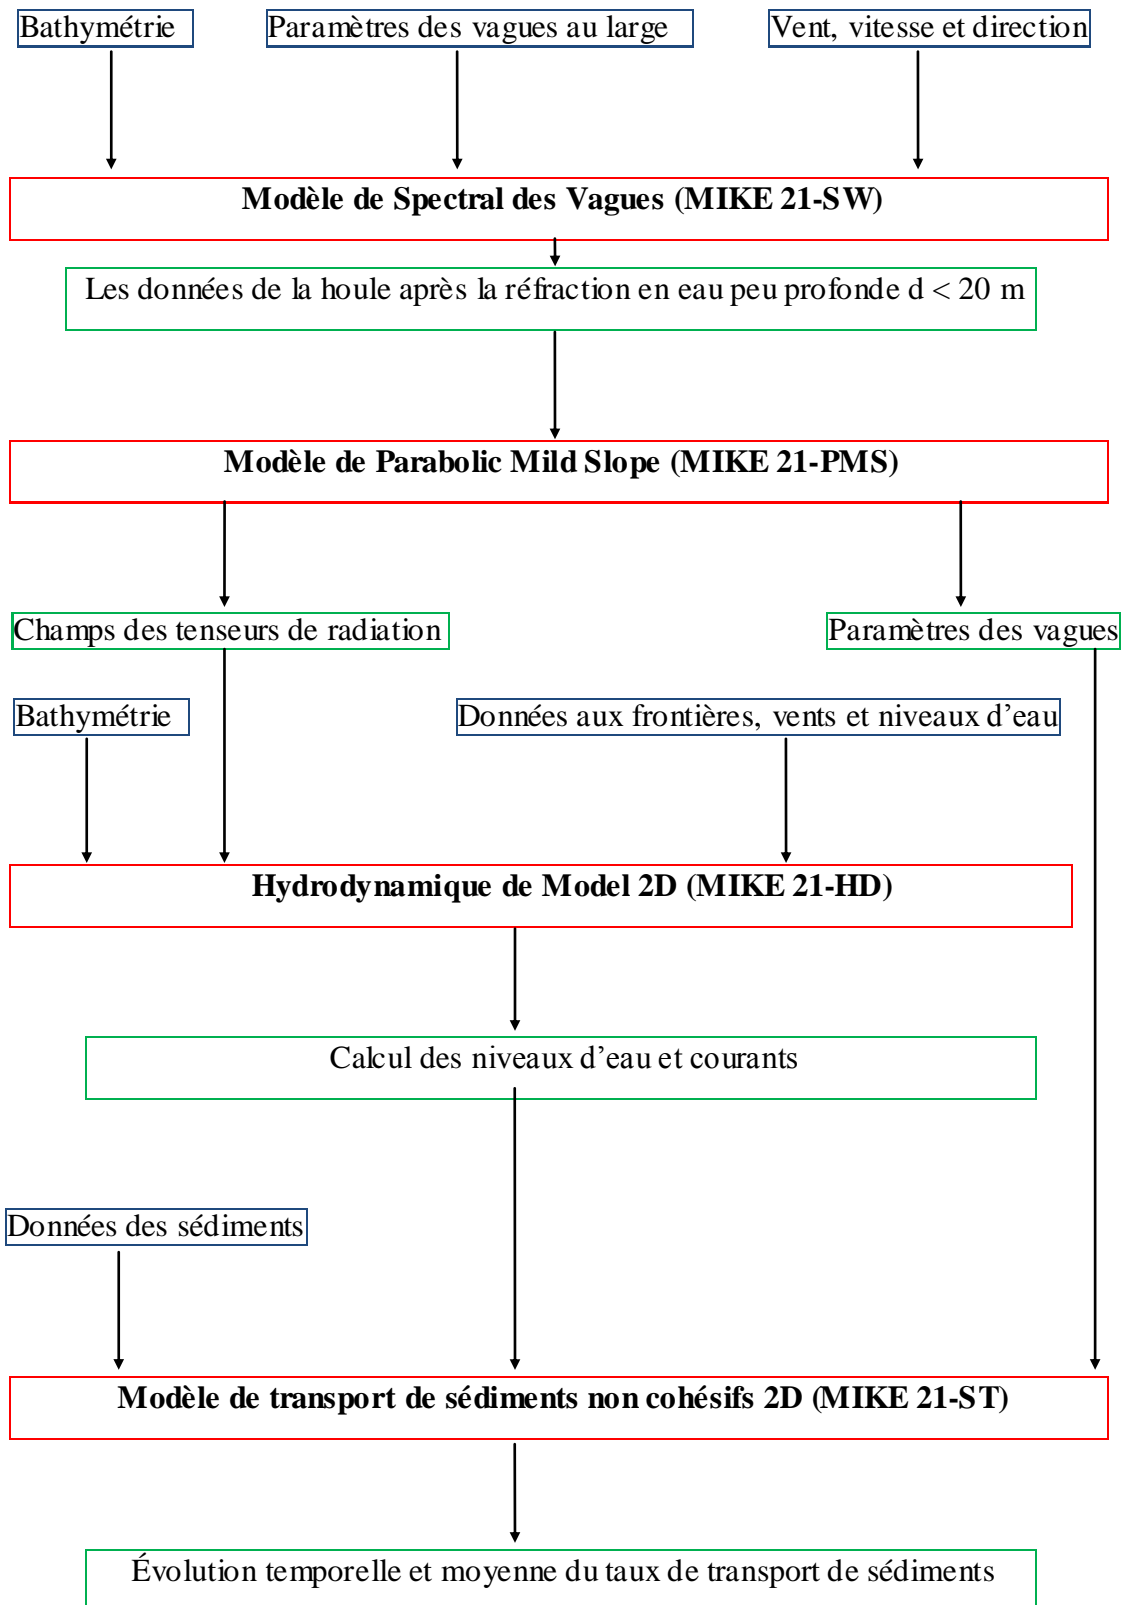 Bathymétrie
Paramètres des vagues au large
Vent, vitesse et direction
Modèle de Spectral des Vagues (MIKE 21-SW)
Les données de la houle après la réfraction en eau peu profonde d < 20 m
Modèle de Parabolic Mild Slope (MIKE 21-PMS)
Champs des tenseurs de radiation
Paramètres des vagues
Bathymétrie
Données aux frontières, vents et niveaux d’eau
Hydrodynamique de Model 2D (MIKE 21-HD)
Calcul des niveaux d’eau et courants
Données des sédiments
Modèle de transport de sédiments non cohésifs 2D (MIKE 21-ST)
Évolution temporelle et moyenne du taux de transport de sédiments